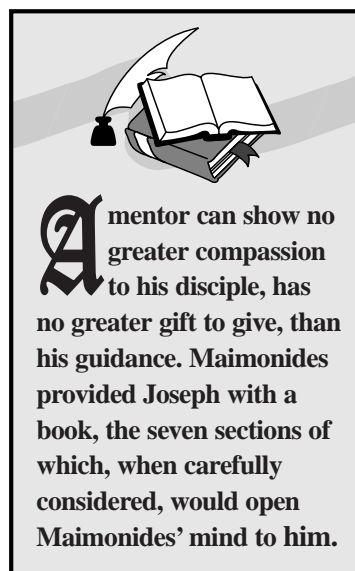 A mentor can show no
greater compassion
to his disciple, has
no greater gift to give, than
his guidance. Maimonides
provided Joseph with a
book, the seven sections of
which, when carefully
considered, would open
Maimonides’ mind to him.